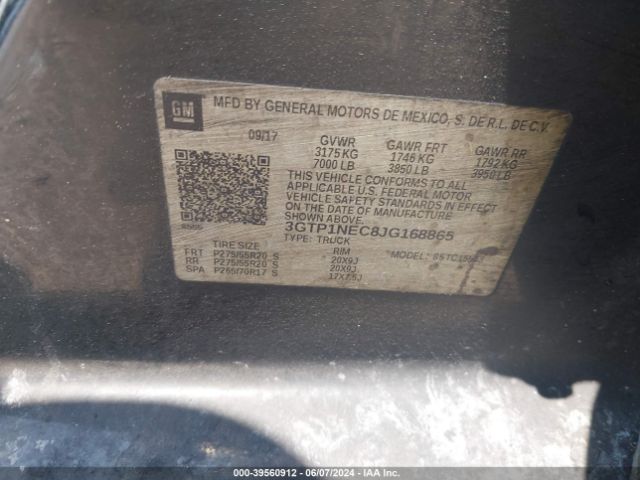 GM
MFD BY GENERAL MOTORS DE MEXICO, S. DE R.L. DE C.V.
09/17 GVWR GAWR FRT GAWR RR
3175 KG 1746 KG 1792 KG
7000 LB 3850 LB 3950 LB
THIS VEHICLE CONFORMS TO ALL
APPLICABLE U.S. FEDERAL MOTOR
VEHICLE SAFETY STANDARDS IN EFFECT
ON THE DATE OF MANUFACTURE SHOWN
ABOVE.
3GTP1NEC8JG168865
TYPE: TRUCK MODEL:
TIRE SIZE RIM
FRT P275/55R20 S 20X9J
RR P275/55R20 S 20X9J
SPA P265/70R17 S 17X7.5J
000-39560912 - 06/07/2024 - IAA Inc.